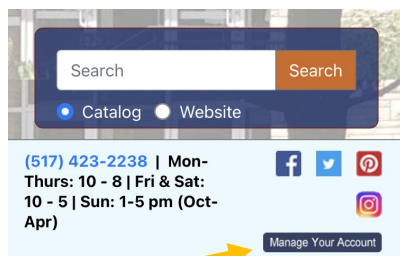 Search Search
Catalog Website
(517) 423-2238 | Mon-
Thurs: 10 - 8 | Fri & Sat:
10 - 5 | Sun: 1-5 pm (Oct-
Apr)
Manage Your Account